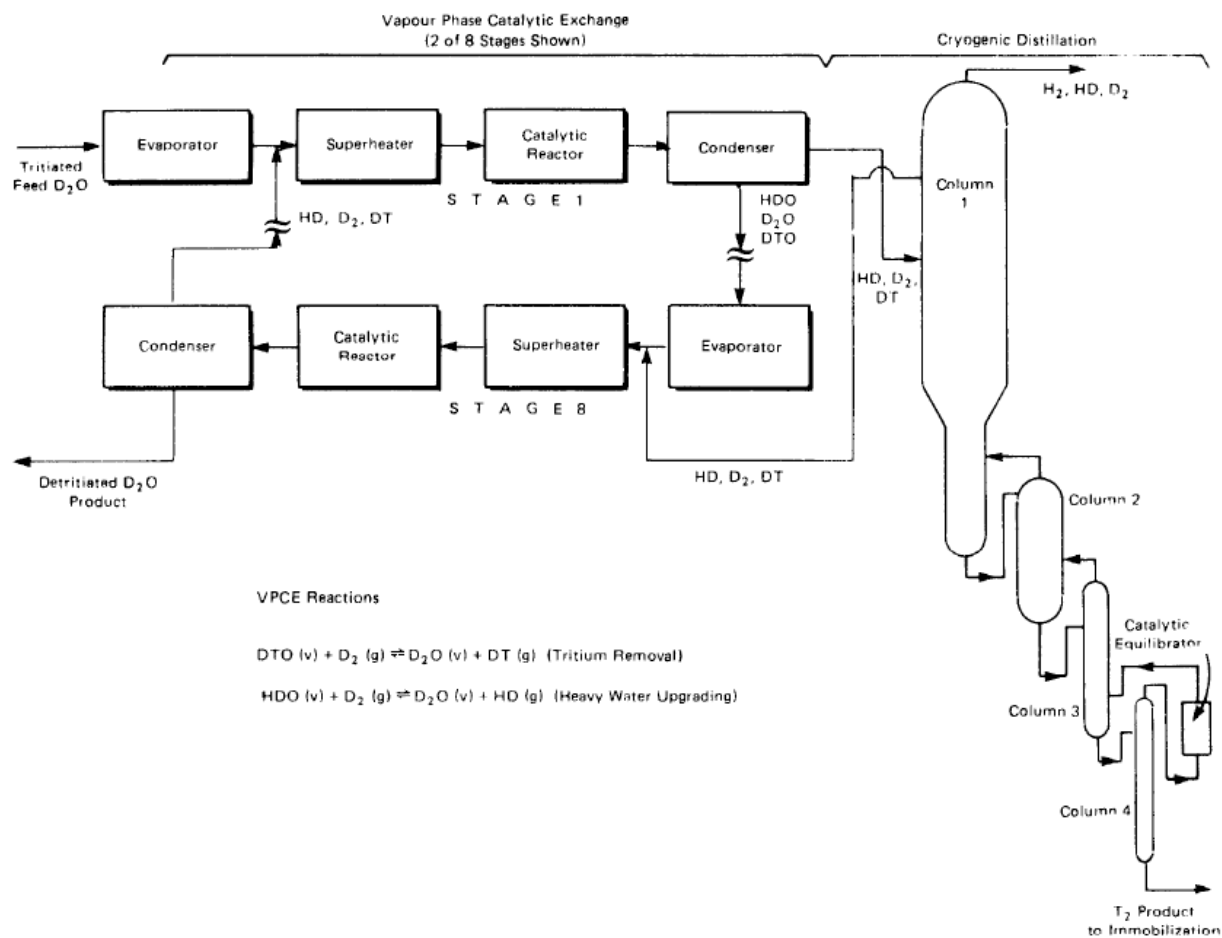 Vapour Phase Catalytic Exchange
(2 of 8 Stages Shown)
Cryogenic Distillation
H₂, HD, D₂
Tritiated
Feed D₂O
Evaporator
Superheater
Catalytic
Reactor
Condenser
Column
1
S T A G E 1
HD, D₂, DT
HDO
D₂O
DTO
HD, D₂,
DT
Condenser
Catalytic
Reactor
Superheater
Evaporator
S T A G E 8
HD, D₂, DT
Detritiated D₂O
Product
Column 2
VPCE Reactions
DTO (v) + D₂ (g) ⇌ D₂O (v) + DT (g) (Tritium Removal)
HDO (v) + D₂ (g) ⇌ D₂O (v) + HD (g) (Heavy Water Upgrading)
Catalytic
Equilibrator
Column 3
Column 4
T₂ Product
to Immobilization